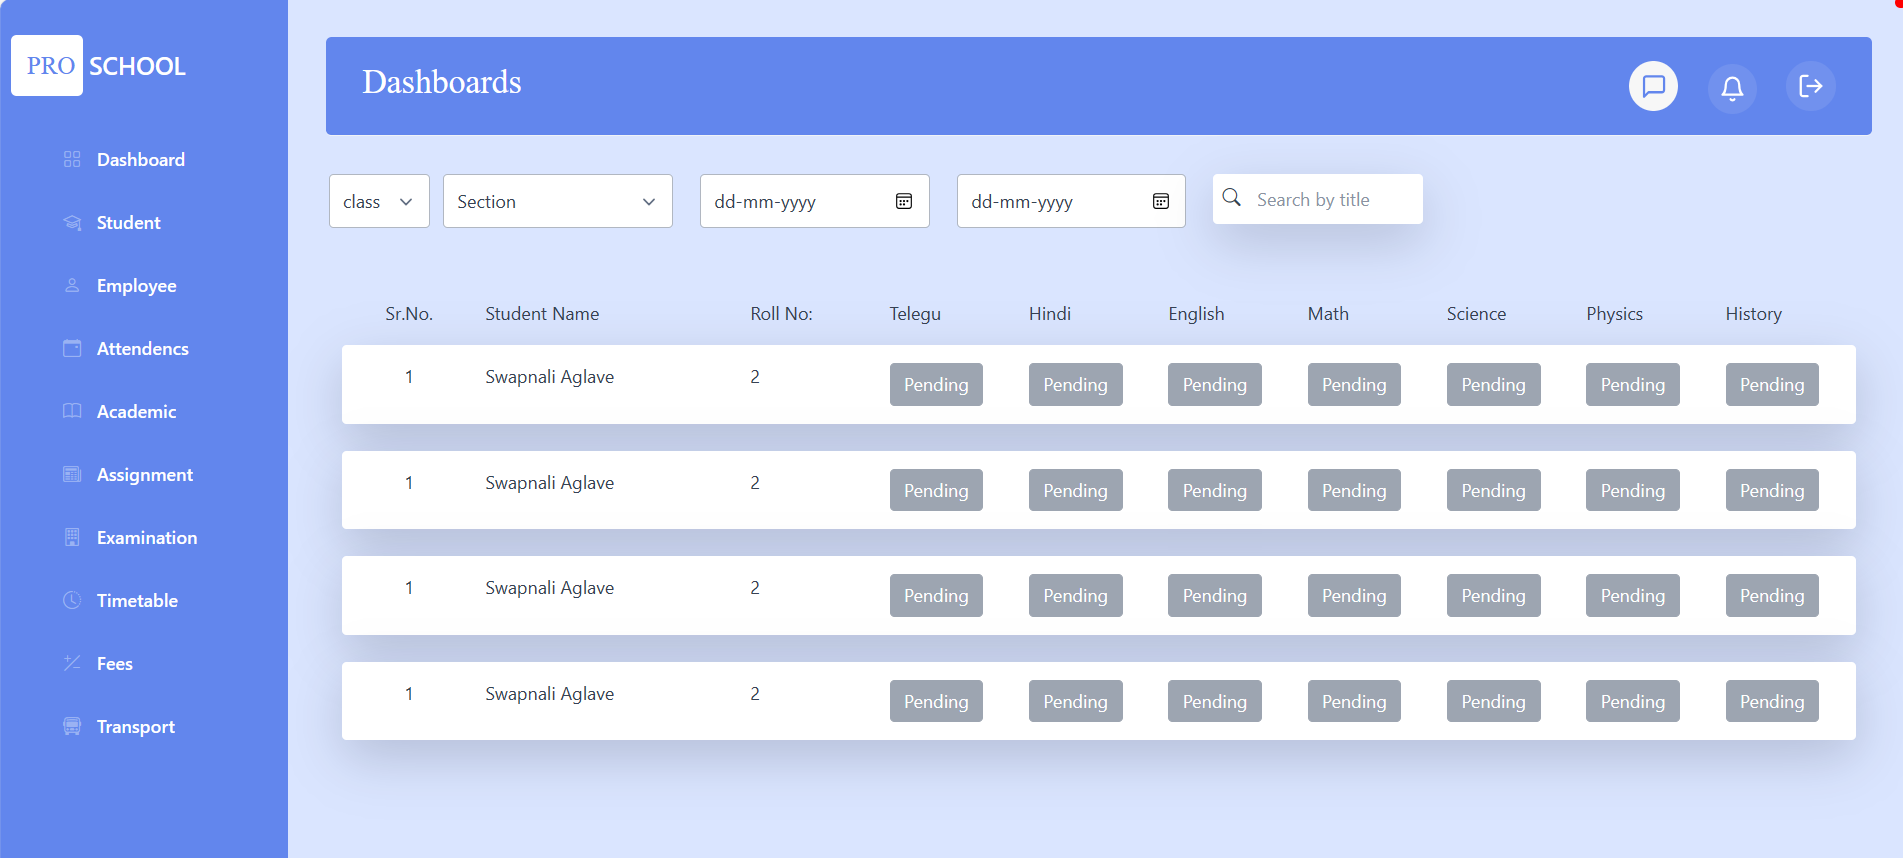 PRO SCHOOL
Dashboard
Student
Employee
Attendencs
Academic
Assignment
Examination
Timetable
Fees
Transport
Dashboards
class Section dd-mm-yyyy dd-mm-yyyy Search by title
Sr.No. Student Name Roll No: Telegu Hindi English Math Science Physics History
1 Swapnali Aglave 2 Pending Pending Pending Pending Pending Pending Pending
1 Swapnali Aglave 2 Pending Pending Pending Pending Pending Pending Pending
1 Swapnali Aglave 2 Pending Pending Pending Pending Pending Pending Pending
1 Swapnali Aglave 2 Pending Pending Pending Pending Pending Pending Pending